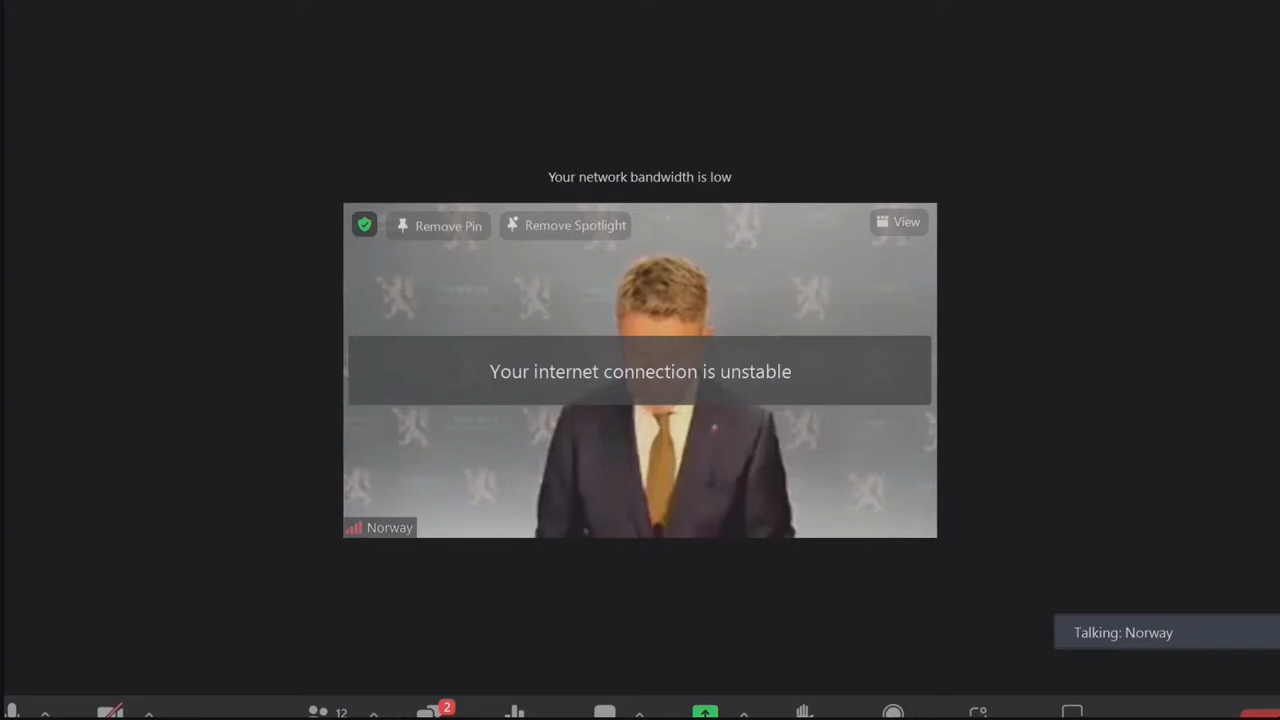 Your network bandwidth is low
Remove Pin
Remove Spotlight
View
Your internet connection is unstable
Norway
Talking: Norway
12
2